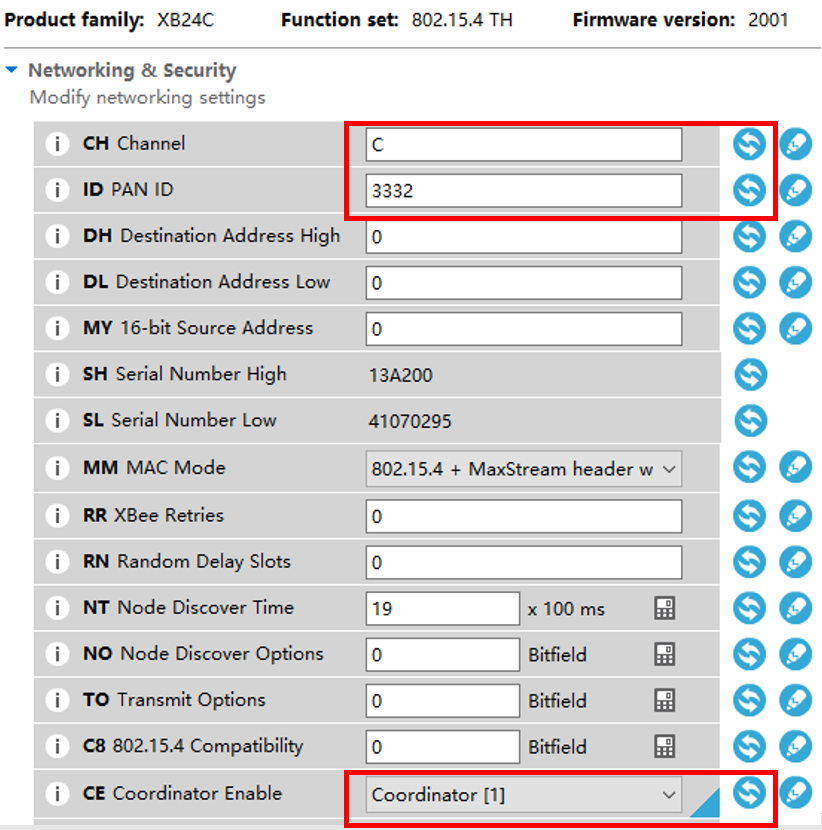 Product family: XB24C Function set: 802.15.4 TH Firmware version: 2001
Networking & Security
Modify networking settings
i CH Channel C
i ID PAN ID 3332
i DH Destination Address High 0
i DL Destination Address Low 0
i MY 16-bit Source Address 0
i SH Serial Number High 13A200
i SL Serial Number Low 41070295
i MM MAC Mode 802.15.4 + MaxStream header w
i RR XBee Retries 0
i RN Random Delay Slots 0
i NT Node Discover Time 19 x 100 ms
i NO Node Discover Options 0 Bitfield
i TO Transmit Options 0 Bitfield
i C8 802.15.4 Compatibility 0 Bitfield
i CE Coordinator Enable Coordinator [1]